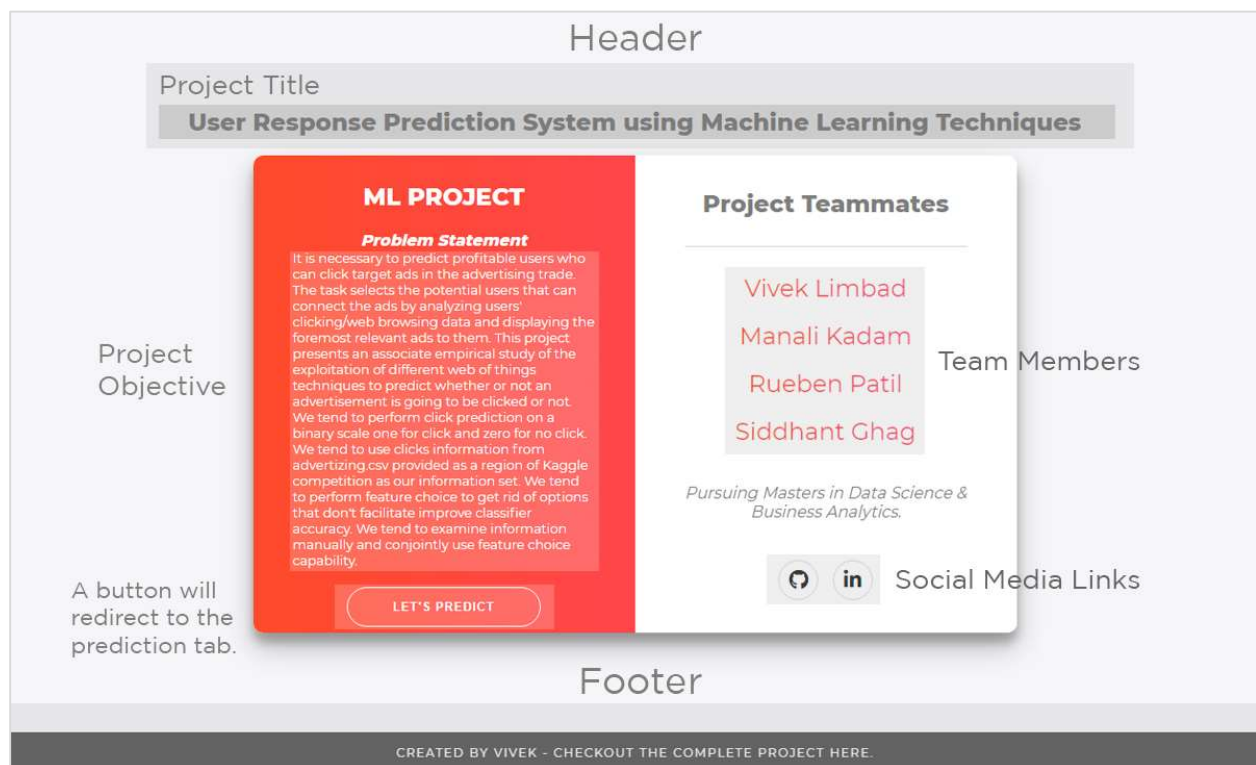 Header
Project Title
User Response Prediction System using Machine Learning Techniques
ML PROJECT
Problem Statement
It is necessary to predict profitable users who
can click target ads in the advertising trade.
The task selects the potential users that can
connect the ads by analyzing users'
clicking/web browsing data and displaying the
foremost relevant ads to them. This project
presents an associate empirical study of the
exploitation of different web of things
techniques to predict whether or not an
advertisement is going to be clicked or not.
We tend to perform click prediction on a
binary scale one for click and zero for no click.
We tend to use clicks information from
advertizing.csv provided as a region of Kaggle
competition as our information set. We tend
to perform feature choice to get rid of options
that don't facilitate improve classifier
accuracy. We tend to examine information
manually and conjointly use feature choice
capability.
LET'S PREDICT
Project
Objective
A button will
redirect to the
prediction tab.
Project Teammates
Vivek Limbad
Manali Kadam
Rueben Patil
Siddhant Ghag
Team Members
Pursuing Masters in Data Science &
Business Analytics.
in
Social Media Links
Footer
CREATED BY VIVEK - CHECKOUT THE COMPLETE PROJECT HERE.